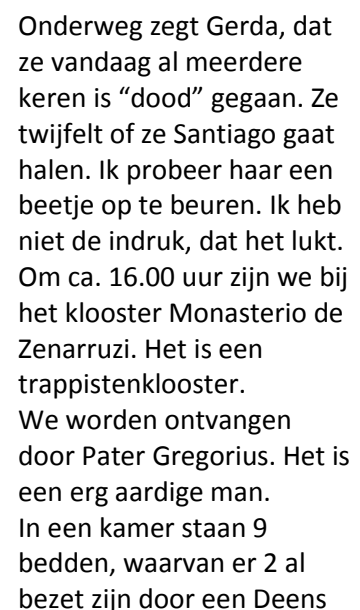 Onderweg zegt Gerda, dat
ze vandaag al meerdere
keren is “dood” gegaan. Ze
twijfelt of ze Santiago gaat
halen. Ik probeer haar een
beetje op te beuren. Ik heb
niet de indruk, dat het lukt.
Om ca. 16.00 uur zijn we bij
het klooster Monasterio de
Zenarruzi. Het is een
trappistenklooster.
We worden ontvangen
door Pater Gregorius. Het is
een erg aardige man.
In een kamer staan 9
bedden, waarvan er 2 al
bezet zijn door een Deens